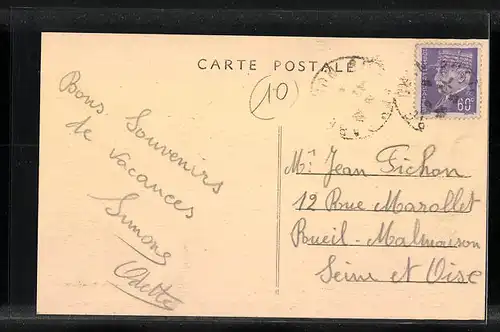 CARTE POSTALE
10
60c
Bons Souvenirs
de Vacances
Simone
Odette
Mr Jean Fichon
12 Rue Marollet
Rueil-Malmaison
Seine et Oise